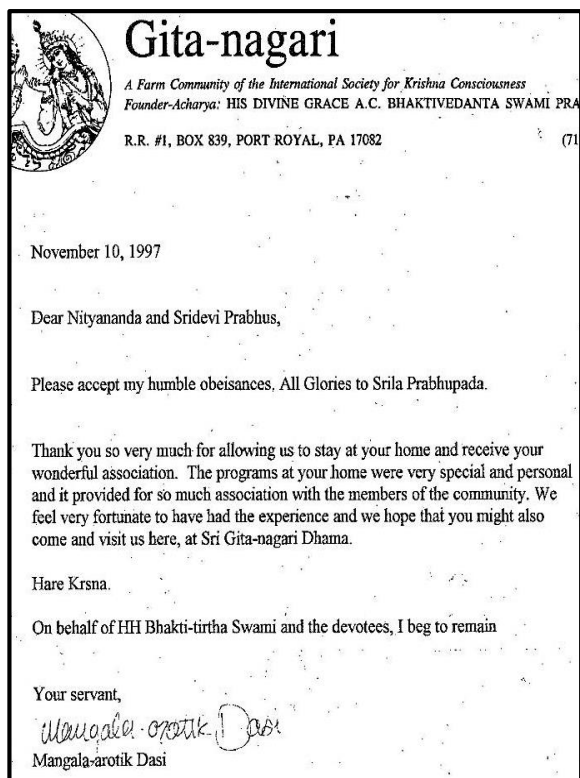 Gita-nagari
A Farm Community of the International Society for Krishna Consciousness
Founder-Acharya: HIS DIVINE GRACE A.C. BHAKTIVEDANTA SWAMI PRA
R.R. #1, BOX 839, PORT ROYAL, PA 17082 (71
November 10, 1997
Dear Nityananda and Sridevi Prabhus,
Please accept my humble obeisances. All Glories to Srila Prabhupada.
Thank you so very much for allowing us to stay at your home and receive your
wonderful association. The programs at your home were very special and personal
and it provided for so much association with the members of the community. We
feel very fortunate to have had the experience and we hope that you might also
come and visit us here, at Sri Gita-nagari Dhama.
Hare Krsna.
On behalf of HH Bhakti-tirtha Swami and the devotees, I beg to remain
Your servant,
Mangala-arotik Dasi
Mangala-arotik Dasi